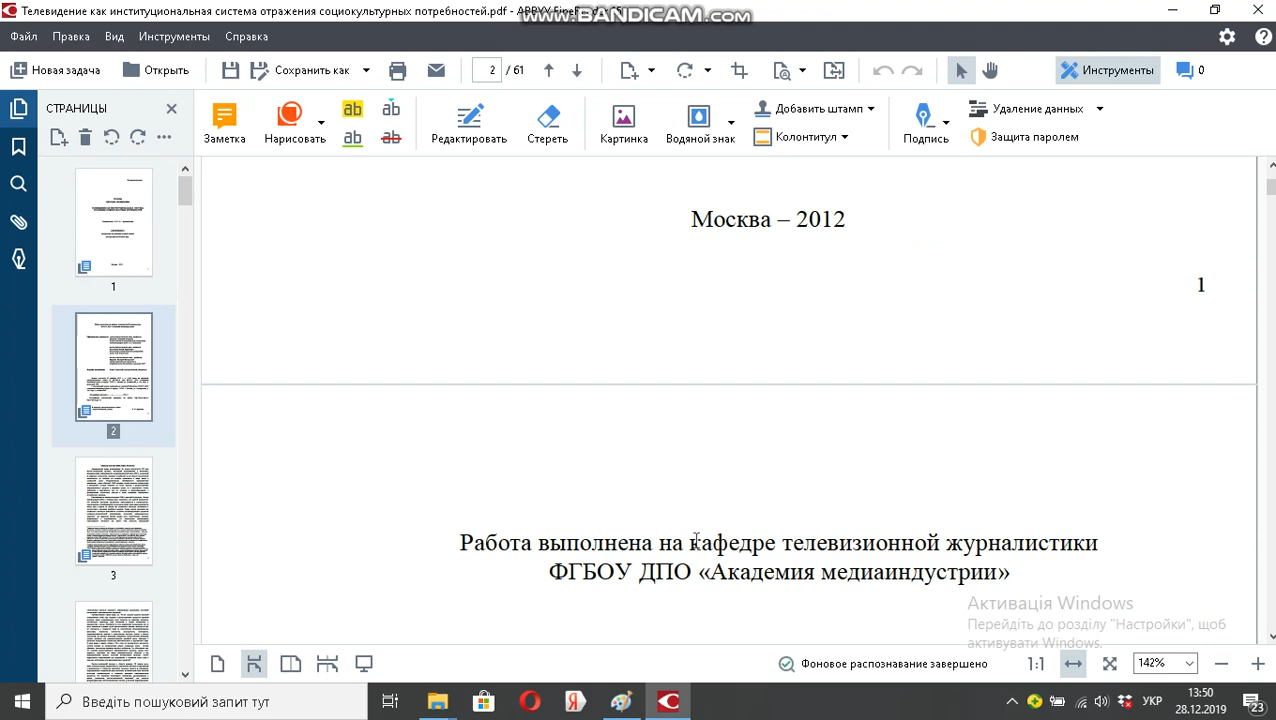 Телевидение как институциональная система отражения социокультурных потребностей.pdf - ABBYY FineReader 15
www.BANDICAM.com
Файл Правка Вид Инструменты Справка
Новая задача Открыть Сохранить как 2 / 61 Инструменты 0
СТРАНИЦЫ
Заметка Нарисовать Редактировать Стереть Картинка Водяной знак Добавить штамп Колонтитул Подпись Удаление данных Защита паролем
1
2
3
Москва – 2012
1
Работа выполнена на кафедре телевизионной журналистики
ФГБОУ ДПО «Академия медиаиндустрии»
Активація Windows
Перейдіть до розділу "Настройки", щоб
активувати Windows.
Фоновое распознавание завершено 1:1 142%
Введіть пошуковий запит тут
УКР 13:50
28.12.2019
23